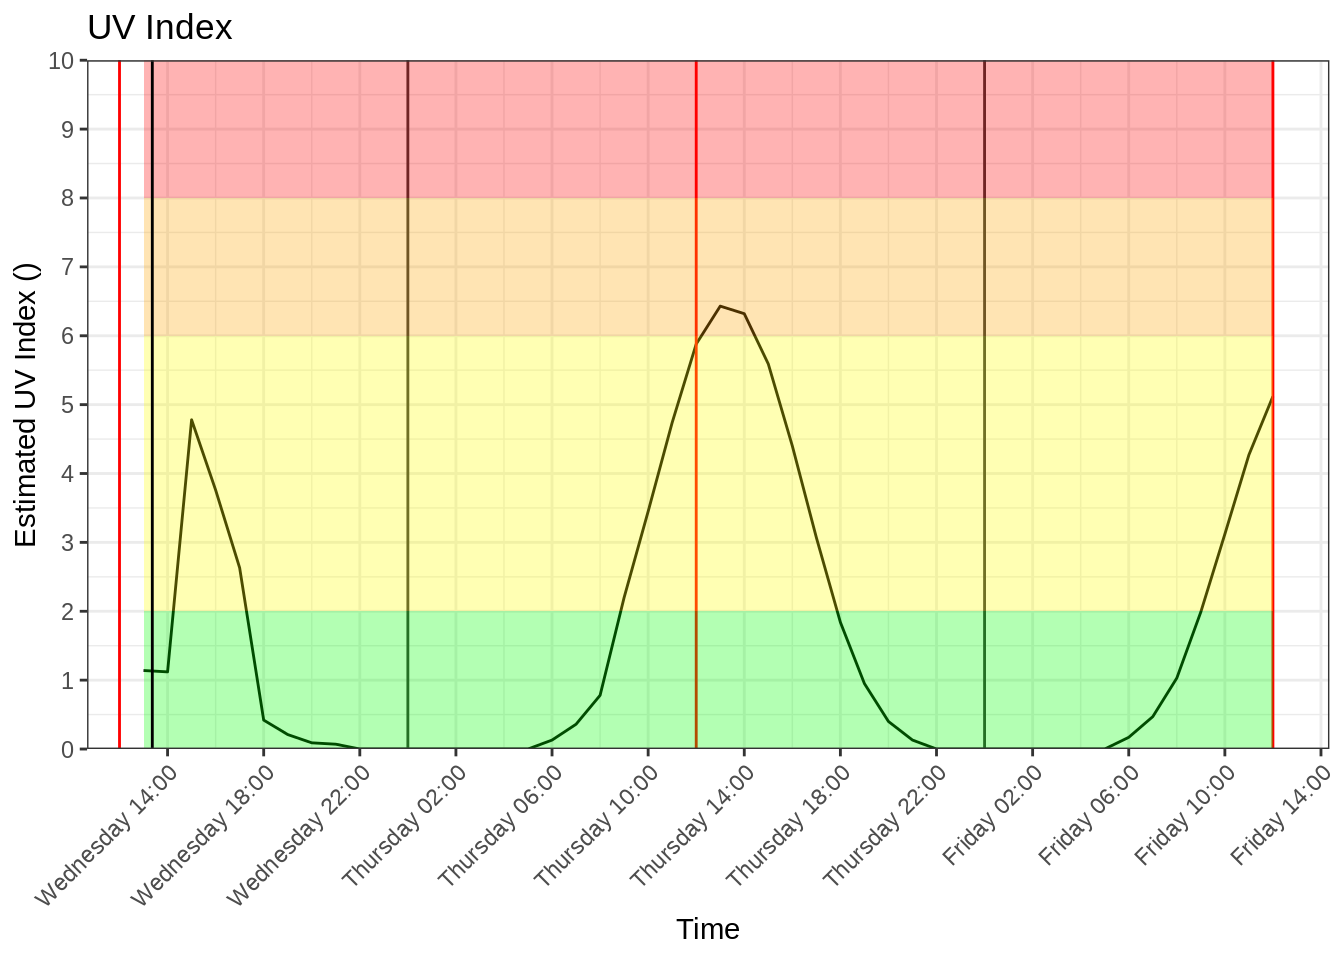 UV Index
Estimated UV Index ()
10
9
8
7
6
5
4
3
2
1
0
Wednesday 14:00
Wednesday 18:00
Wednesday 22:00
Thursday 02:00
Thursday 06:00
Thursday 10:00
Thursday 14:00
Thursday 18:00
Thursday 22:00
Friday 02:00
Friday 06:00
Friday 10:00
Friday 14:00
Time